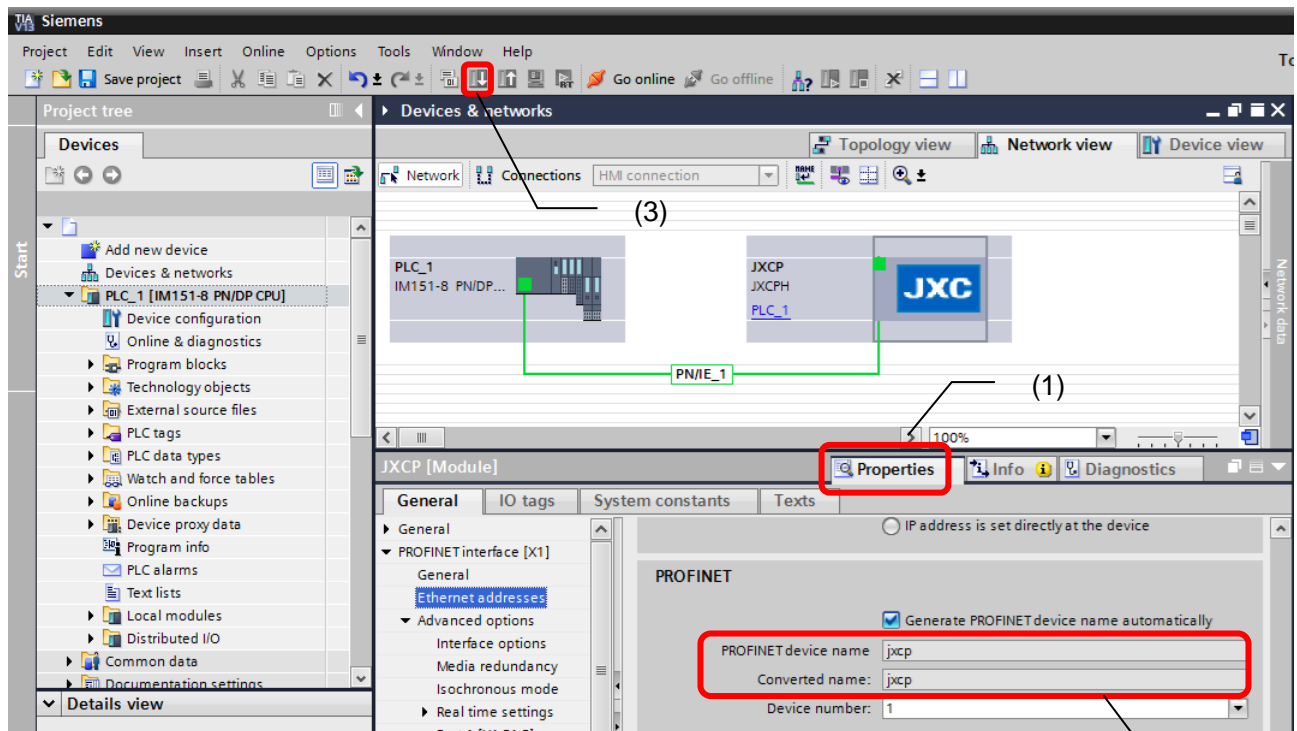 TIA V13 Siemens
Project Edit View Insert Online Options Tools Window Help
Save project Go online Go offline
Project tree
Devices & networks
Devices
Topology view Network view Device view
Network Connections HMI connection
(3)
Start
Add new device
Devices & networks
PLC_1 [IM151-8 PN/DP CPU]
Device configuration
Online & diagnostics
Program blocks
Technology objects
External source files
PLC tags
PLC data types
Watch and force tables
Online backups
Device proxy data
Program info
PLC alarms
Text lists
Local modules
Distributed I/O
Common data
Documentation settings
Details view
PLC_1
IM151-8 PN/DP...
JXCP
JXCPH
PLC_1
JXC
PN/IE_1
(1)
Network data
100%
JXCP [Module]
Properties Info Diagnostics
General IO tags System constants Texts
General
PROFINET interface [X1]
General
Ethernet addresses
Advanced options
Interface options
Media redundancy
Isochronous mode
Real time settings
IP address is set directly at the device
PROFINET
Generate PROFINET device name automatically
PROFINET device name jxcp
Converted name: jxcp
Device number: 1